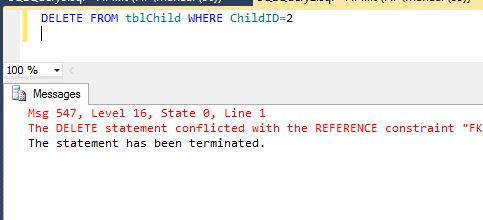 DELETE FROM tblChild WHERE ChildID=2
100 %
Messages
Msg 547, Level 16, State 0, Line 1
The DELETE statement conflicted with the REFERENCE constraint "FK
The statement has been terminated.